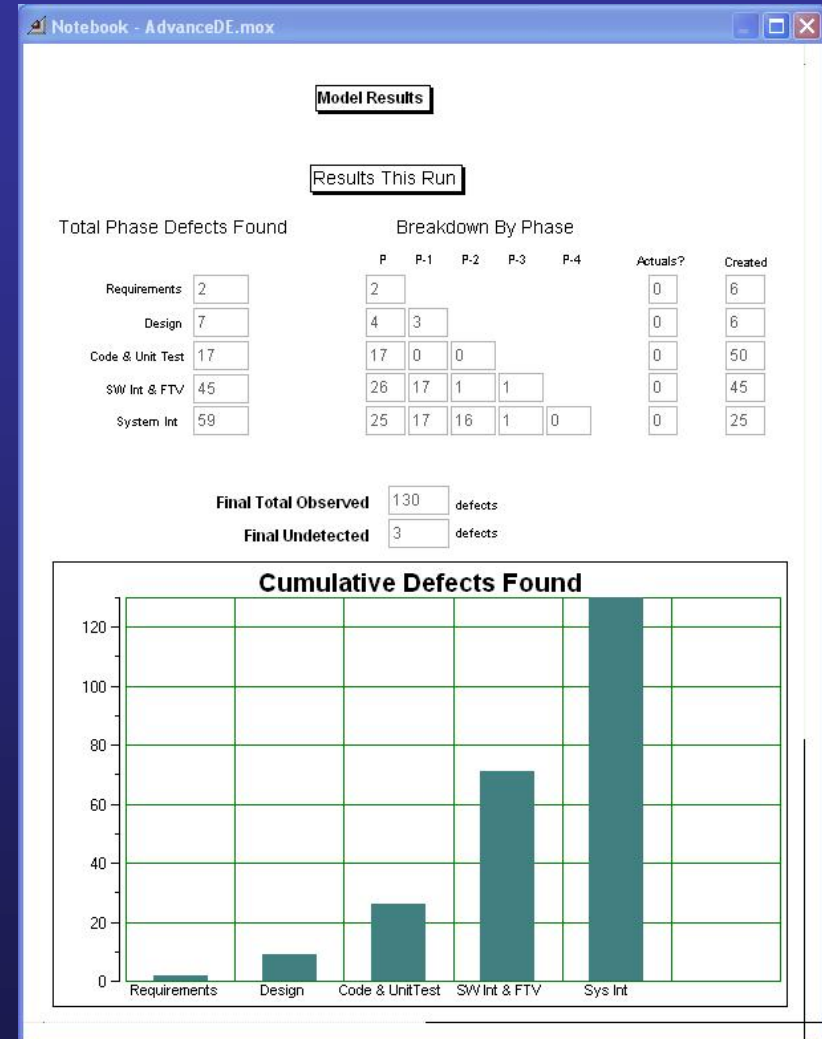 Notebook - AdvanceDE.mox
Model Results
Results This Run
Total Phase Defects Found Breakdown By Phase
P P-1 P-2 P-3 P-4 Actuals? Created
Requirements 2 2 0 6
Design 7 4 3 0 6
Code & Unit Test 17 17 0 0 0 50
SW Int & FTV 45 26 17 1 1 0 45
System Int 59 25 17 16 1 0 0 25
Final Total Observed 130 defects
Final Undetected 3 defects
Cumulative Defects Found
120
100
80
60
40
20
0
Requirements Design Code & UnitTest SW Int & FTV Sys Int